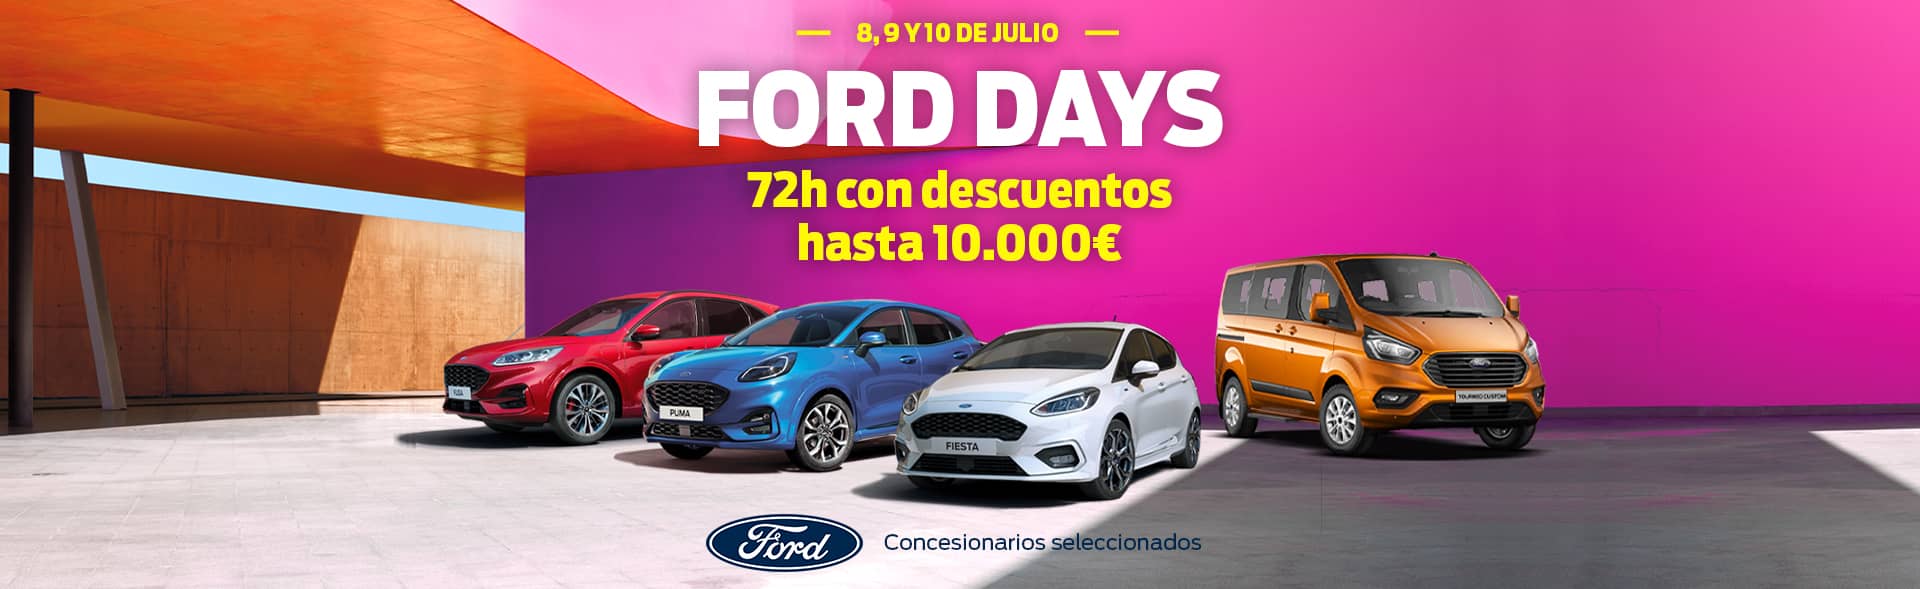 8, 9 Y 10 DE JULIO
FORD DAYS
72h con descuentos
hasta 10.000€
KUGA
PUMA
FIESTA
TOURNEO CUSTOM
Ford
Concesionarios seleccionados